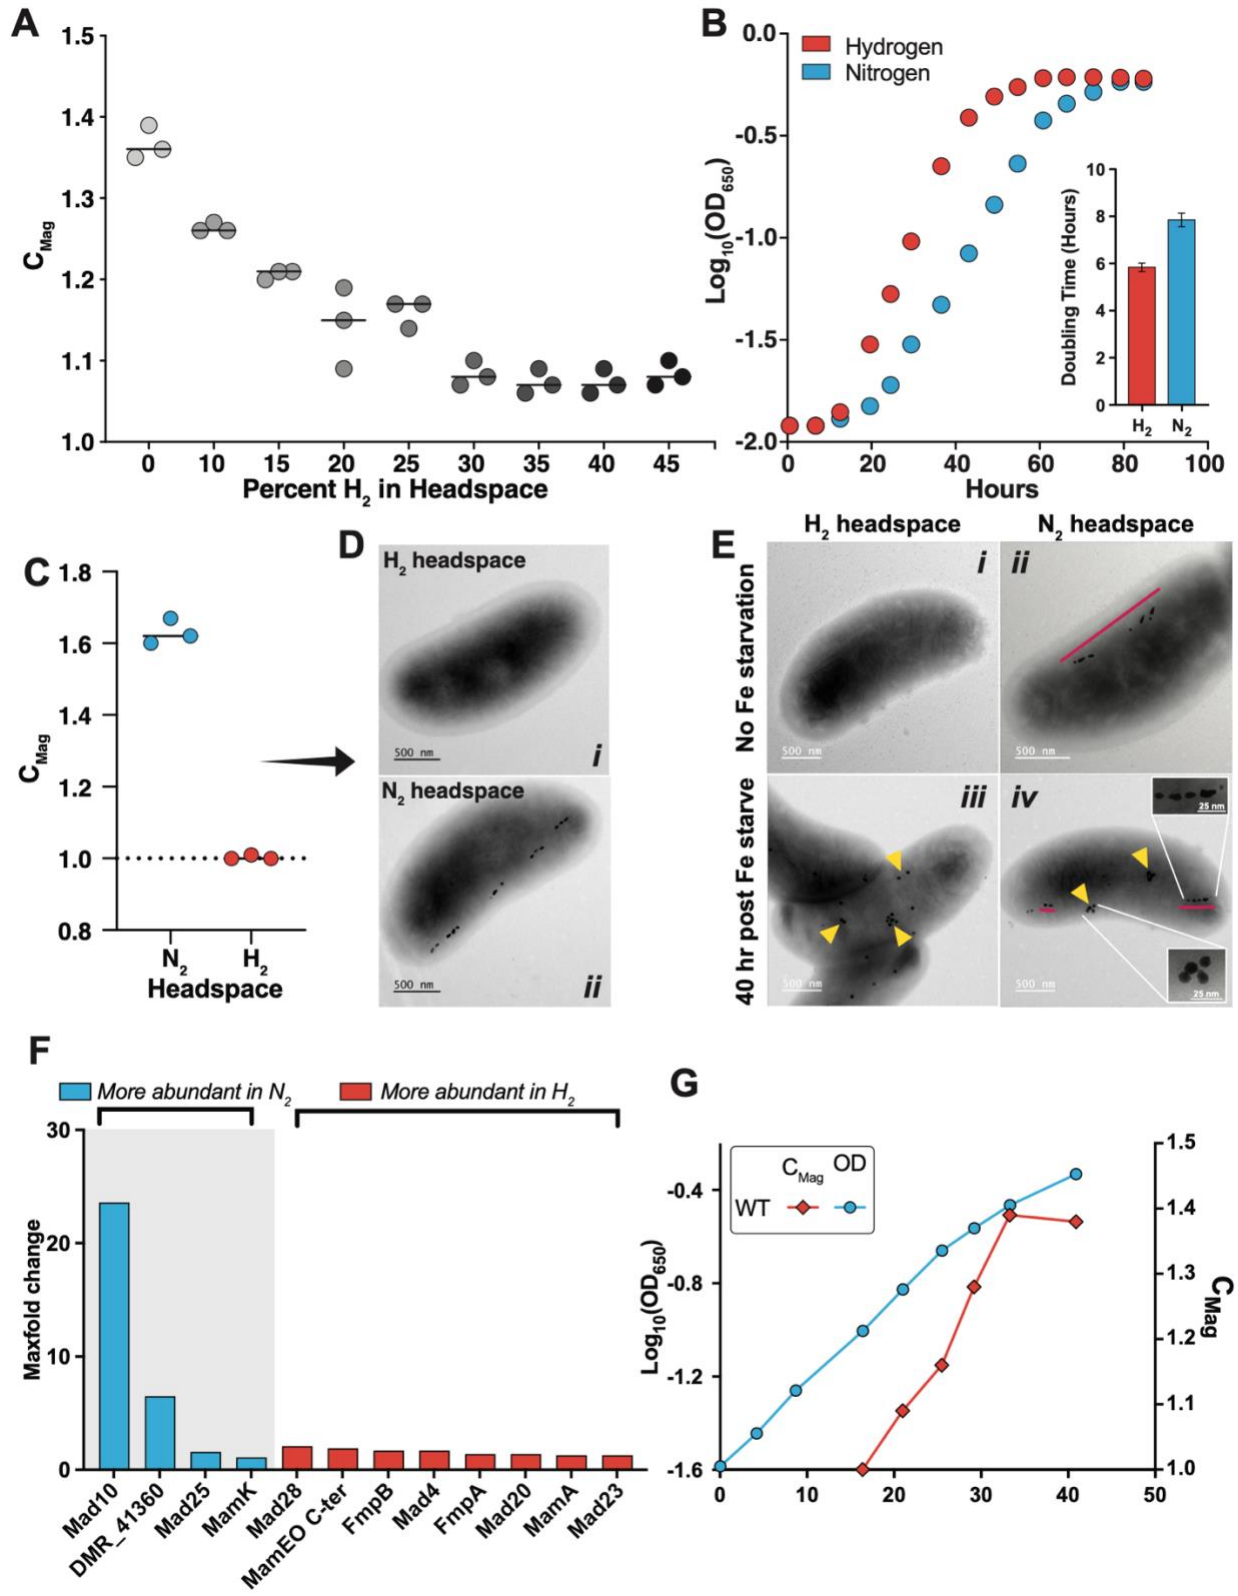 A
1.5
1.4
1.3
1.2
1.1
1.0
C_Mag
0 10 15 20 25 30 35 40 45
Percent H₂ in Headspace
B
Hydrogen
Nitrogen
0.0
-0.5
-1.0
-1.5
-2.0
Log₁₀(OD₆₅₀)
0 20 40 60 80 100
Hours
10
8
6
4
2
0
Doubling Time (Hours)
H₂ N₂
C
1.8
1.6
1.4
1.2
1.0
0.8
C_Mag
N₂ H₂
Headspace
D
H₂ headspace
500 nm
i
N₂ headspace
500 nm
ii
E
H₂ headspace N₂ headspace
No Fe starvation
i
500 nm
ii
500 nm
40 hr post Fe starve
iii
500 nm
iv
25 nm
25 nm
500 nm
F
More abundant in N₂ More abundant in H₂
30
20
10
0
Maxfold change
Mad10
DMR_41360
Mad25
MamK
Mad28
MamEO C-ter
FmpB
Mad4
FmpA
Mad20
MamA
Mad23
G
C_Mag OD
WT
-0.4
-0.8
-1.2
-1.6
Log₁₀(OD₆₅₀)
1.5
1.4
1.3
1.2
1.1
1.0
C_Mag
0 10 20 30 40 50